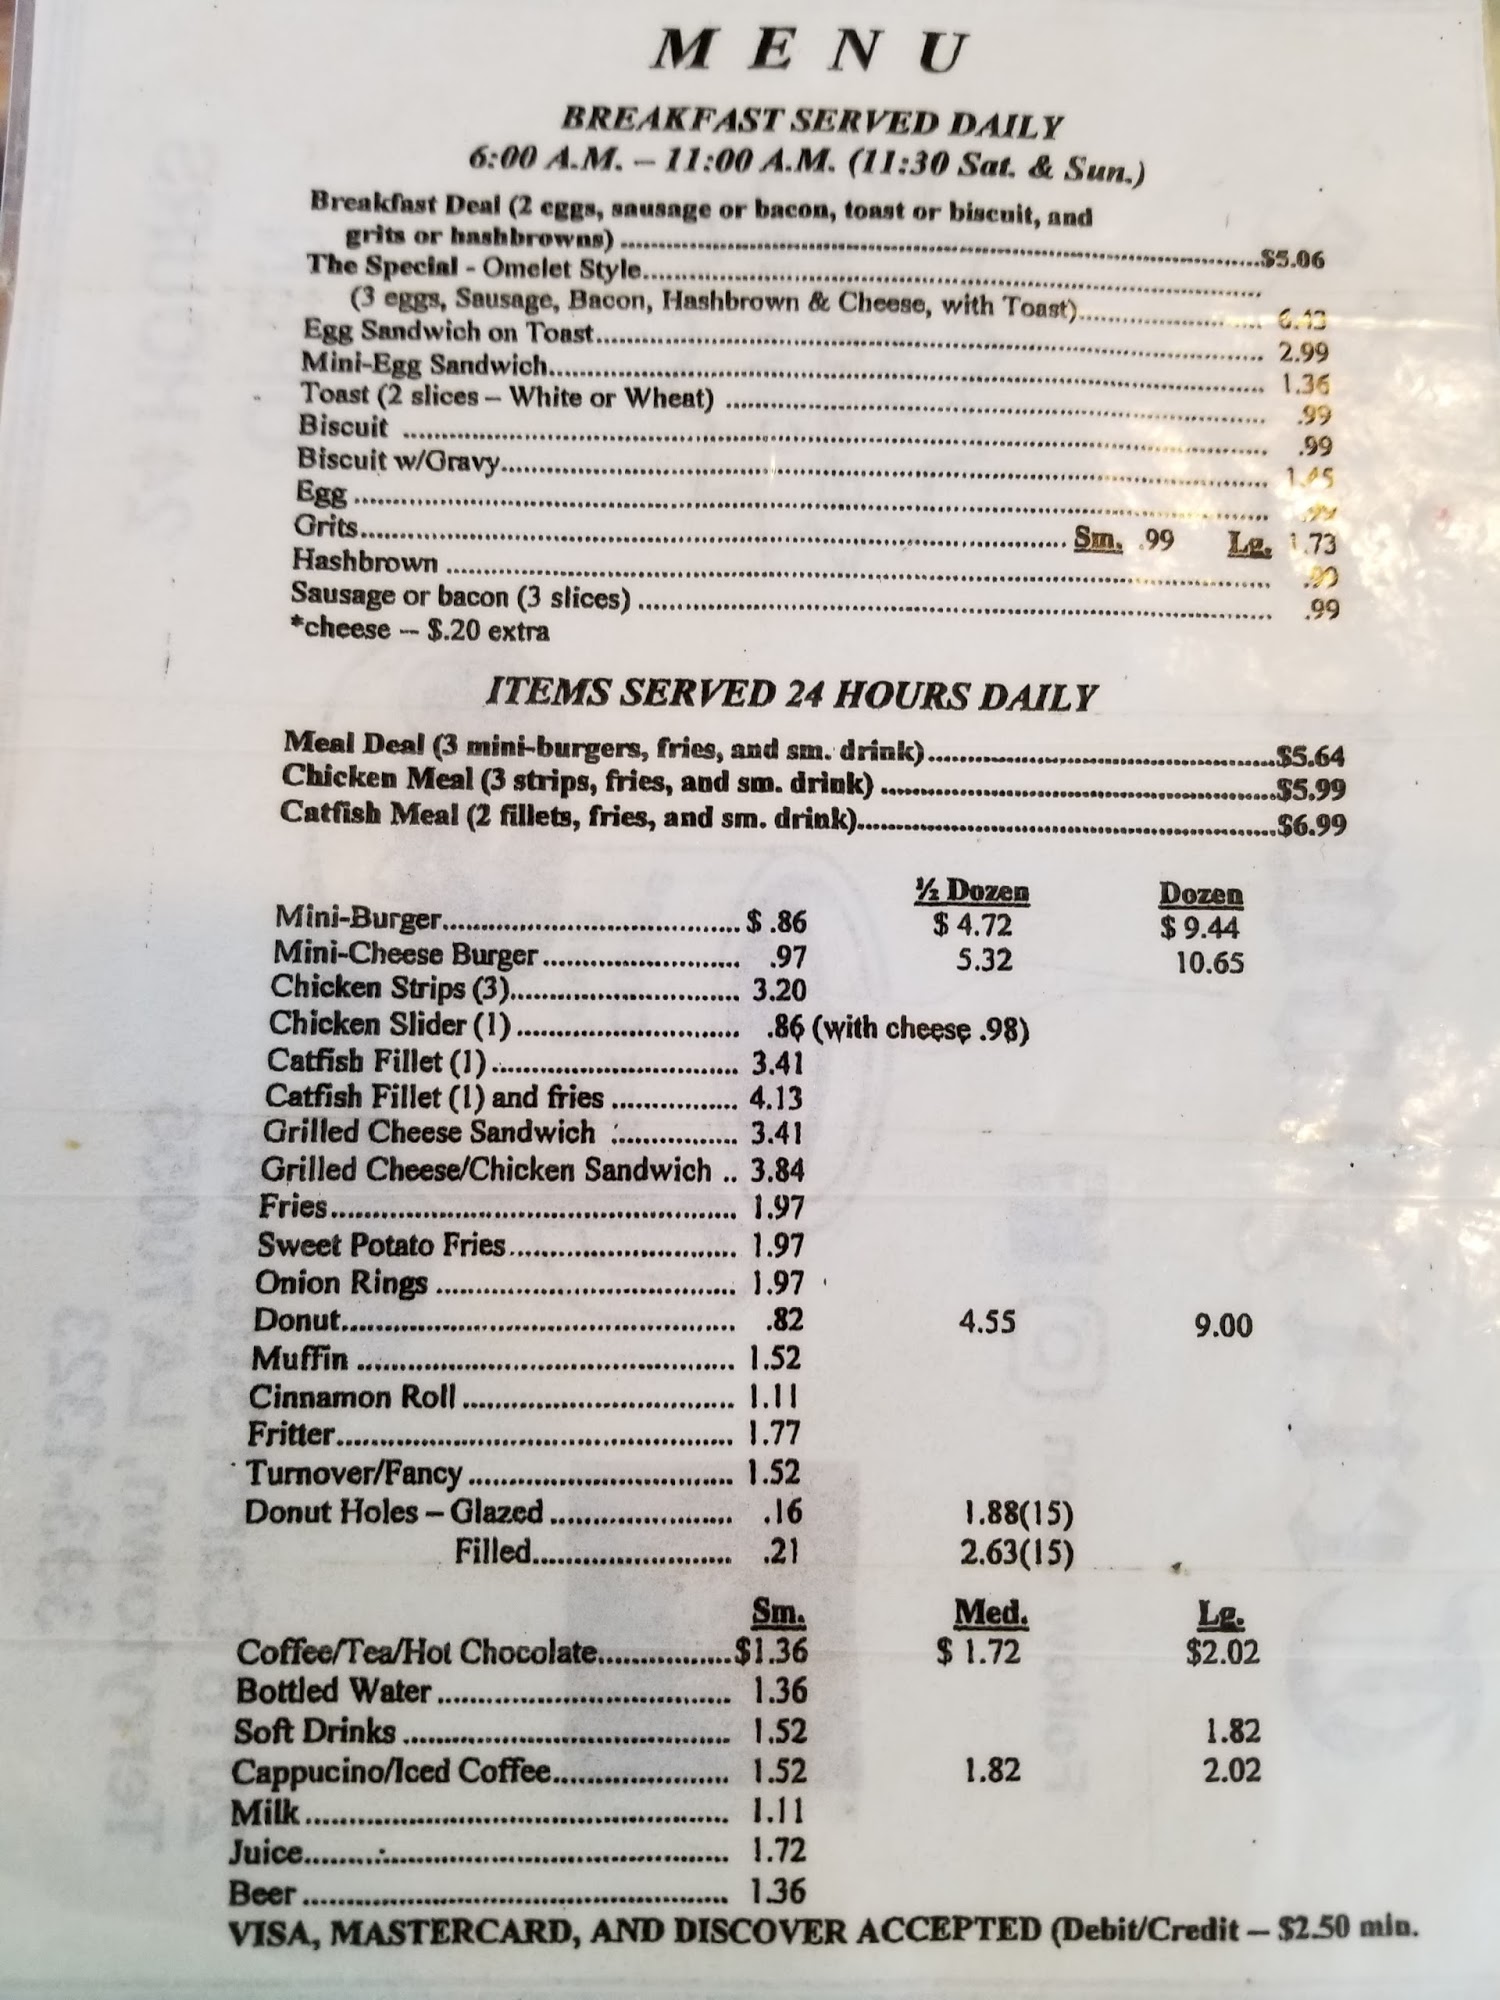 MENU
BREAKFAST SERVED DAILY
6:00 A.M. – 11:00 A.M. (11:30 Sat. & Sun.)
Breakfast Deal (2 eggs, sausage or bacon, toast or biscuit, and
grits or hashbrowns) ..........$5.06
The Special - Omelet Style..........
(3 eggs, Sausage, Bacon, Hashbrown & Cheese, with Toast).......... 6.43
Egg Sandwich on Toast.......... 2.99
Mini-Egg Sandwich.......... 1.36
Toast (2 slices – White or Wheat) .......... .99
Biscuit .......... .99
Biscuit w/Gravy.......... 1.45
Egg .......... .99
Grits.......... Sm. .99 Lg. 1.73
Hashbrown .......... .99
Sausage or bacon (3 slices) .......... .99
*cheese -- $.20 extra
ITEMS SERVED 24 HOURS DAILY
Meal Deal (3 mini-burgers, fries, and sm. drink)..........$5.64
Chicken Meal (3 strips, fries, and sm. drink) ..........$5.99
Catfish Meal (2 fillets, fries, and sm. drink)..........$6.99
½ Dozen Dozen
Mini-Burger.......... $ .86 $ 4.72 $ 9.44
Mini-Cheese Burger .......... .97 5.32 10.65
Chicken Strips (3).......... 3.20
Chicken Slider (1) .......... .86 (with cheese .98)
Catfish Fillet (1) .......... 3.41
Catfish Fillet (1) and fries .......... 4.13
Grilled Cheese Sandwich .......... 3.41
Grilled Cheese/Chicken Sandwich .. 3.84
Fries.......... 1.97
Sweet Potato Fries.......... 1.97
Onion Rings .......... 1.97
Donut.......... .82 4.55 9.00
Muffin .......... 1.52
Cinnamon Roll .......... 1.11
Fritter.......... 1.77
Turnover/Fancy .......... 1.52
Donut Holes – Glazed .......... .16 1.88(15)
Filled.......... .21 2.63(15)
Sm. Med. Lg.
Coffee/Tea/Hot Chocolate..........$1.36 $ 1.72 $2.02
Bottled Water .......... 1.36
Soft Drinks .......... 1.52 1.82
Cappucino/Iced Coffee.......... 1.52 1.82 2.02
Milk .......... 1.11
Juice.......... 1.72
Beer .......... 1.36
VISA, MASTERCARD, AND DISCOVER ACCEPTED (Debit/Credit – $2.50 min.